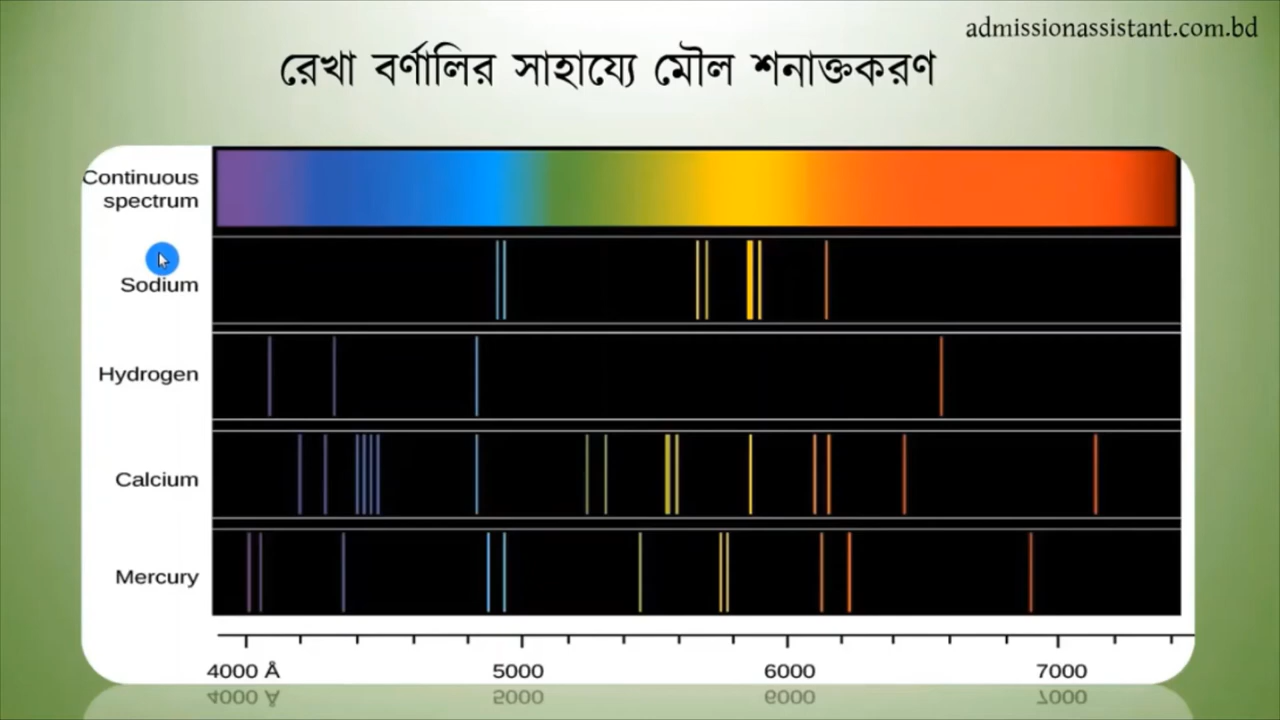 admissionassistant.com.bd
রেখা বর্ণালির সাহায্যে মৌল শনাক্তকরণ
Continuous
spectrum
Sodium
Hydrogen
Calcium
Mercury
4000 Å 5000 6000 7000